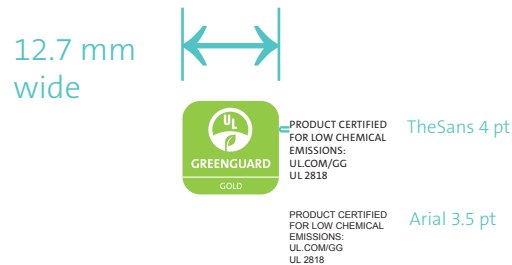 12.7 mm
wide
UL
GREENGUARD
GOLD
PRODUCT CERTIFIED
FOR LOW CHEMICAL
EMISSIONS:
UL.COM/GG
UL 2818
TheSans 4 pt
PRODUCT CERTIFIED
FOR LOW CHEMICAL
EMISSIONS:
UL.COM/GG
UL 2818
Arial 3.5 pt